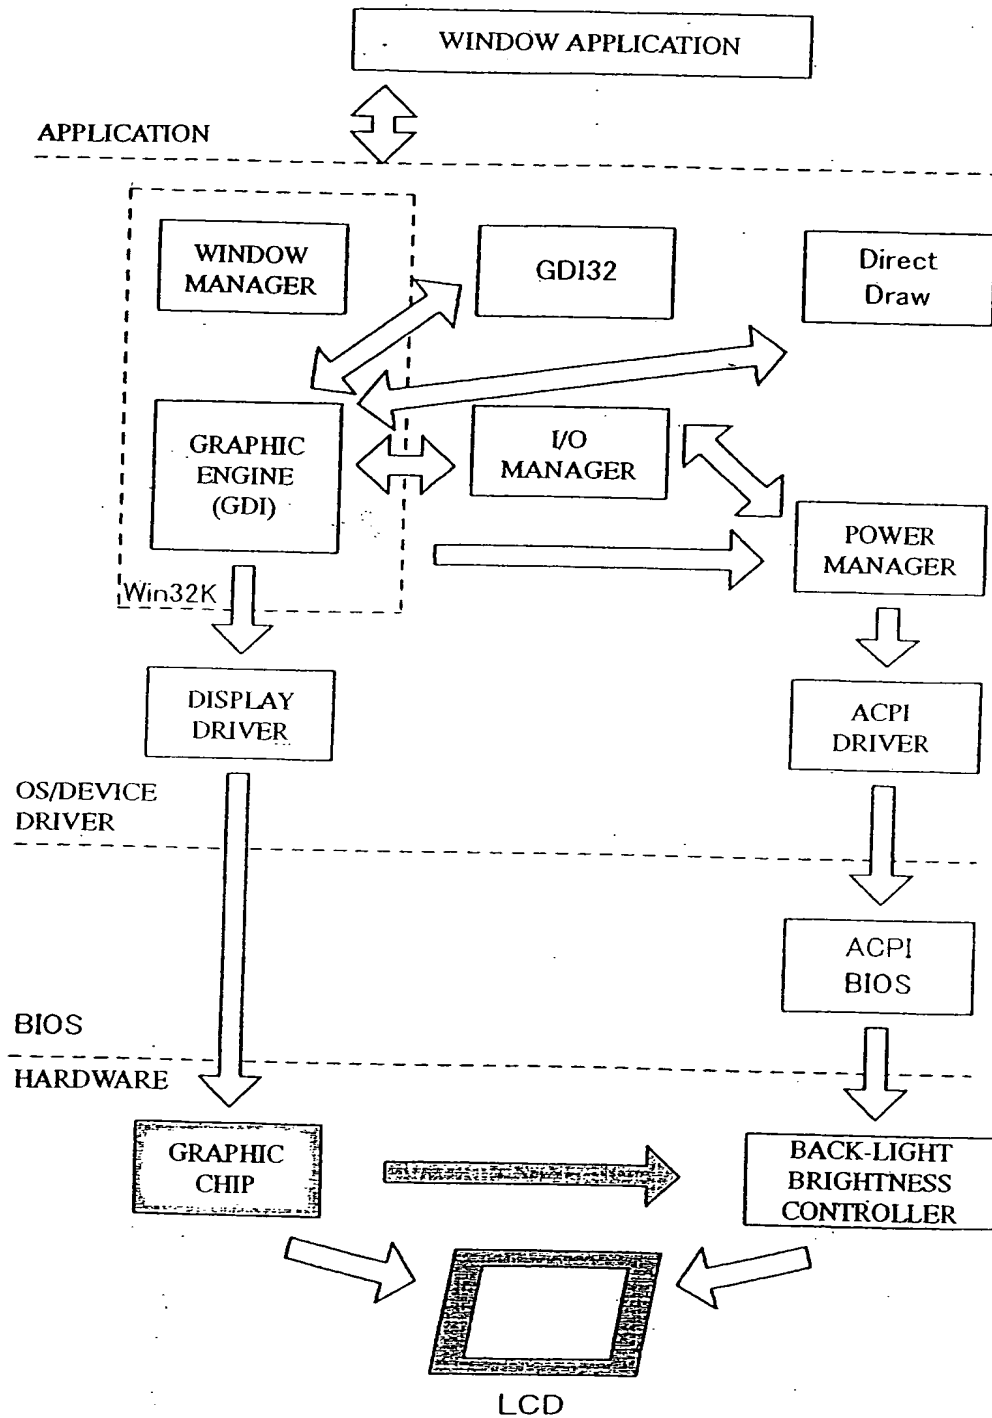 WINDOW APPLICATION
APPLICATION
WINDOW
MANAGER
GDI32
Direct
Draw
GRAPHIC
ENGINE
(GDI)
I/O
MANAGER
POWER
MANAGER
Win32K
DISPLAY
DRIVER
ACPI
DRIVER
OS/DEVICE
DRIVER
ACPI
BIOS
BIOS
HARDWARE
GRAPHIC
CHIP
BACK-LIGHT
BRIGHTNESS
CONTROLLER
LCD